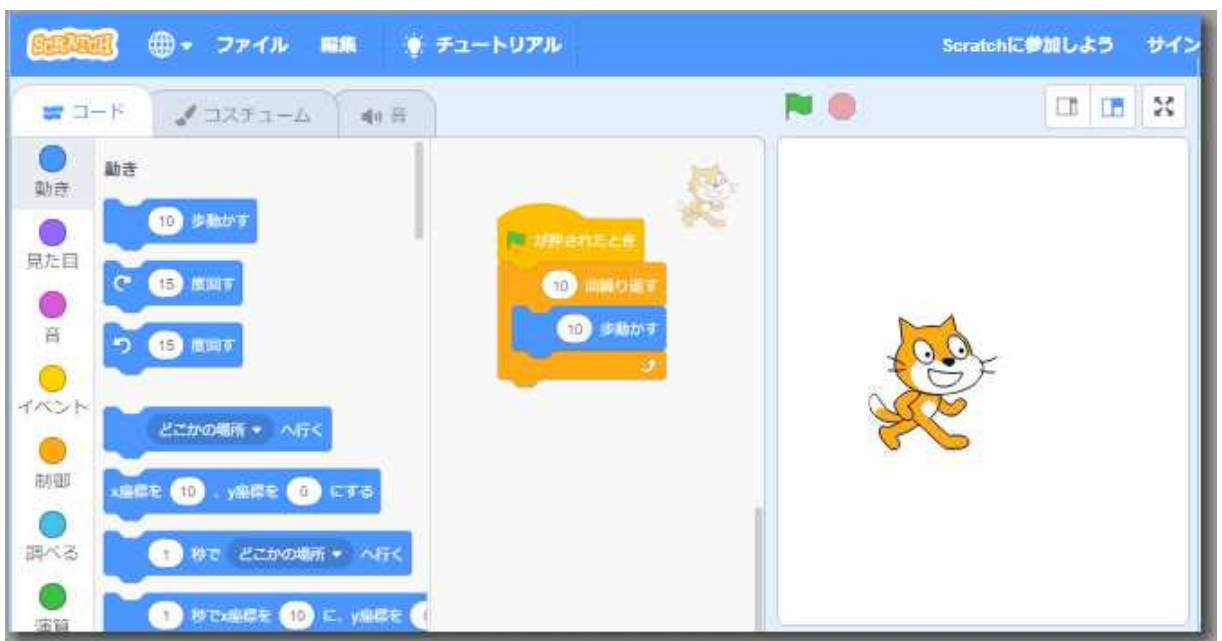 SCRATCH ファイル 編集 チュートリアル Scratchに参加しよう サイン
コード コスチューム 音
動き
見た目
音
イベント
制御
調べる
演算
動き
10 歩動かす
15 度回す
15 度回す
どこかの場所 へ行く
x座標を 10 、y座標を 0 にする
1 秒で どこかの場所 へ行く
1 秒でx座標を 10 に、y座標を
が押されたとき
10 回繰り返す
10 歩動かす